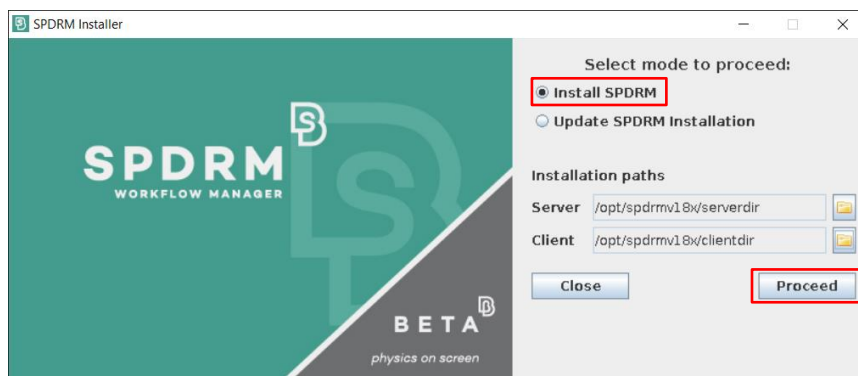 SPDRM Installer
SPDRM
WORKFLOW MANAGER
BETA
physics on screen
Select mode to proceed:
Install SPDRM
Update SPDRM Installation
Installation paths
Server /opt/spdrmv18x/serverdir
Client /opt/spdrmv18x/clientdir
Close Proceed